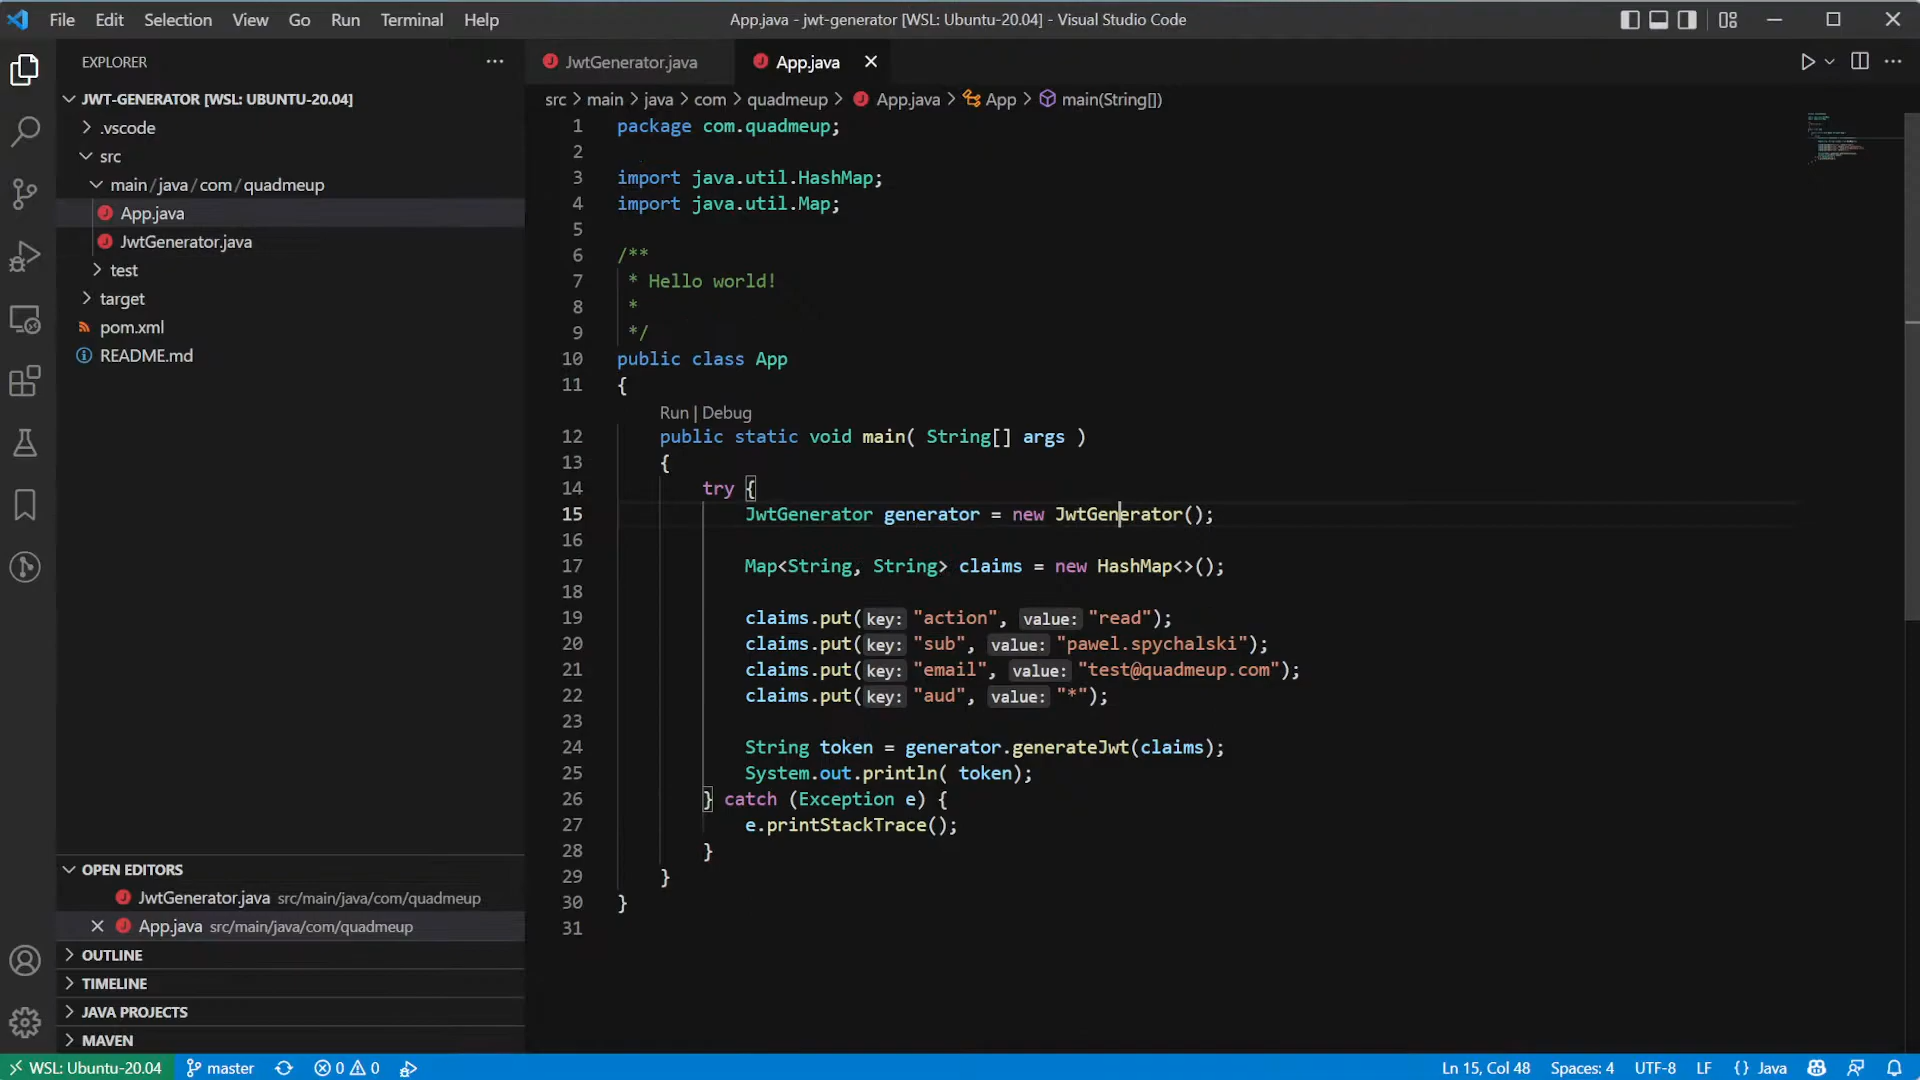 File Edit Selection View Go Run Terminal Help
App.java - jwt-generator [WSL: Ubuntu-20.04] - Visual Studio Code
EXPLORER
JWT-GENERATOR [WSL: UBUNTU-20.04]
.vscode
src
main/java/com/quadmeup
App.java
JwtGenerator.java
test
target
pom.xml
README.md
OPEN EDITORS
JwtGenerator.java src/main/java/com/quadmeup
App.java src/main/java/com/quadmeup
OUTLINE
TIMELINE
JAVA PROJECTS
MAVEN
JwtGenerator.java App.java
src > main > java > com > quadmeup > App.java > App > main(String[])
1 package com.quadmeup;
2
3 import java.util.HashMap;
4 import java.util.Map;
5
6 /**
7 * Hello world!
8 *
9 */
10 public class App
11 {
Run | Debug
12 public static void main( String[] args )
13 {
14 try {
15 JwtGenerator generator = new JwtGenerator();
16
17 Map<String, String> claims = new HashMap<>();
18
19 claims.put(key: "action", value: "read");
20 claims.put(key: "sub", value: "pawel.spychalski");
21 claims.put(key: "email", value: "test@quadmeup.com");
22 claims.put(key: "aud", value: "*");
23
24 String token = generator.generateJwt(claims);
25 System.out.println( token);
26 } catch (Exception e) {
27 e.printStackTrace();
28 }
29 }
30 }
31
WSL: Ubuntu-20.04 master 0 0 Ln 15, Col 48 Spaces: 4 UTF-8 LF {} Java